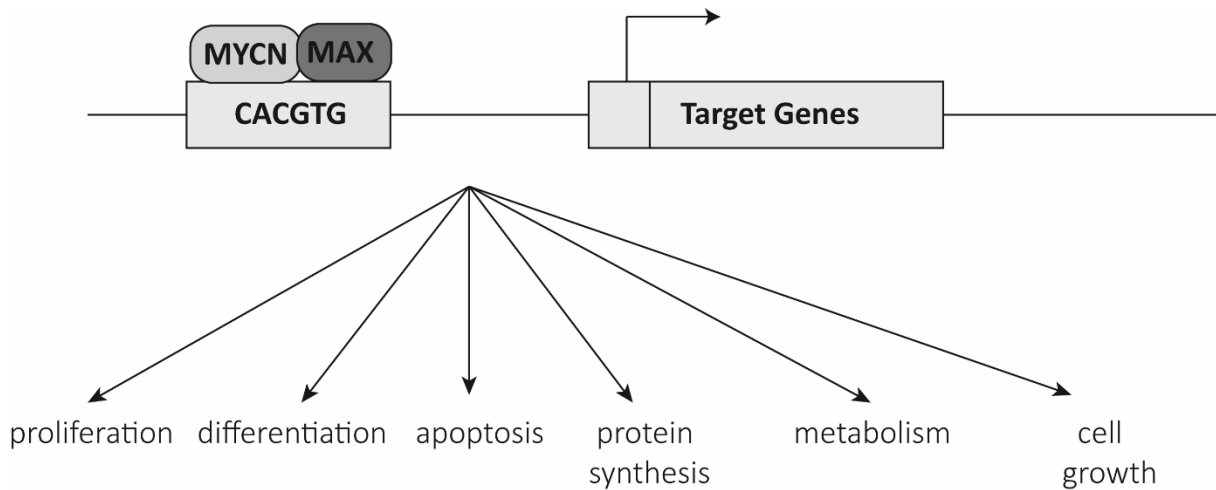 MYCN MAX
CACGTG
Target Genes
proliferation differentiation apoptosis protein metabolism cell
synthesis growth